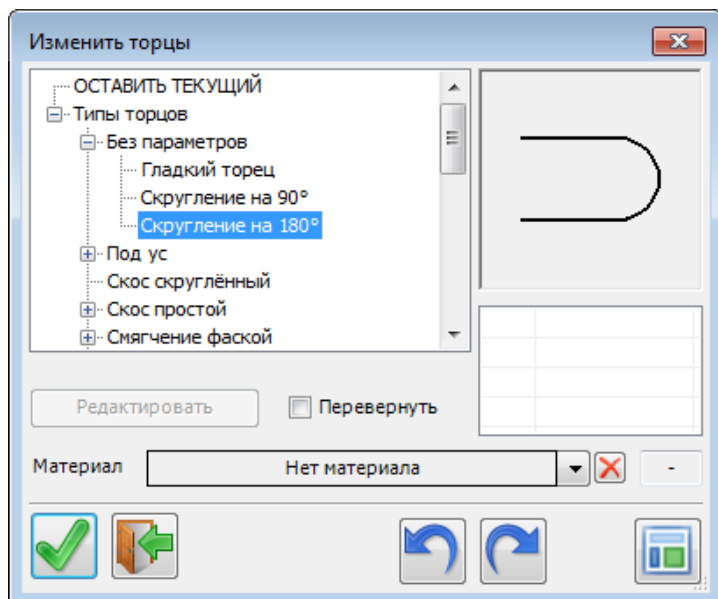 Изменить торцы
ОСТАВИТЬ ТЕКУЩИЙ
Типы торцов
Без параметров
Гладкий торец
Скругление на 90°
Скругление на 180°
Под ус
Скос скруглённый
Скос простой
Смягчение фаской
Редактировать
Перевернуть
Материал
Нет материала
-